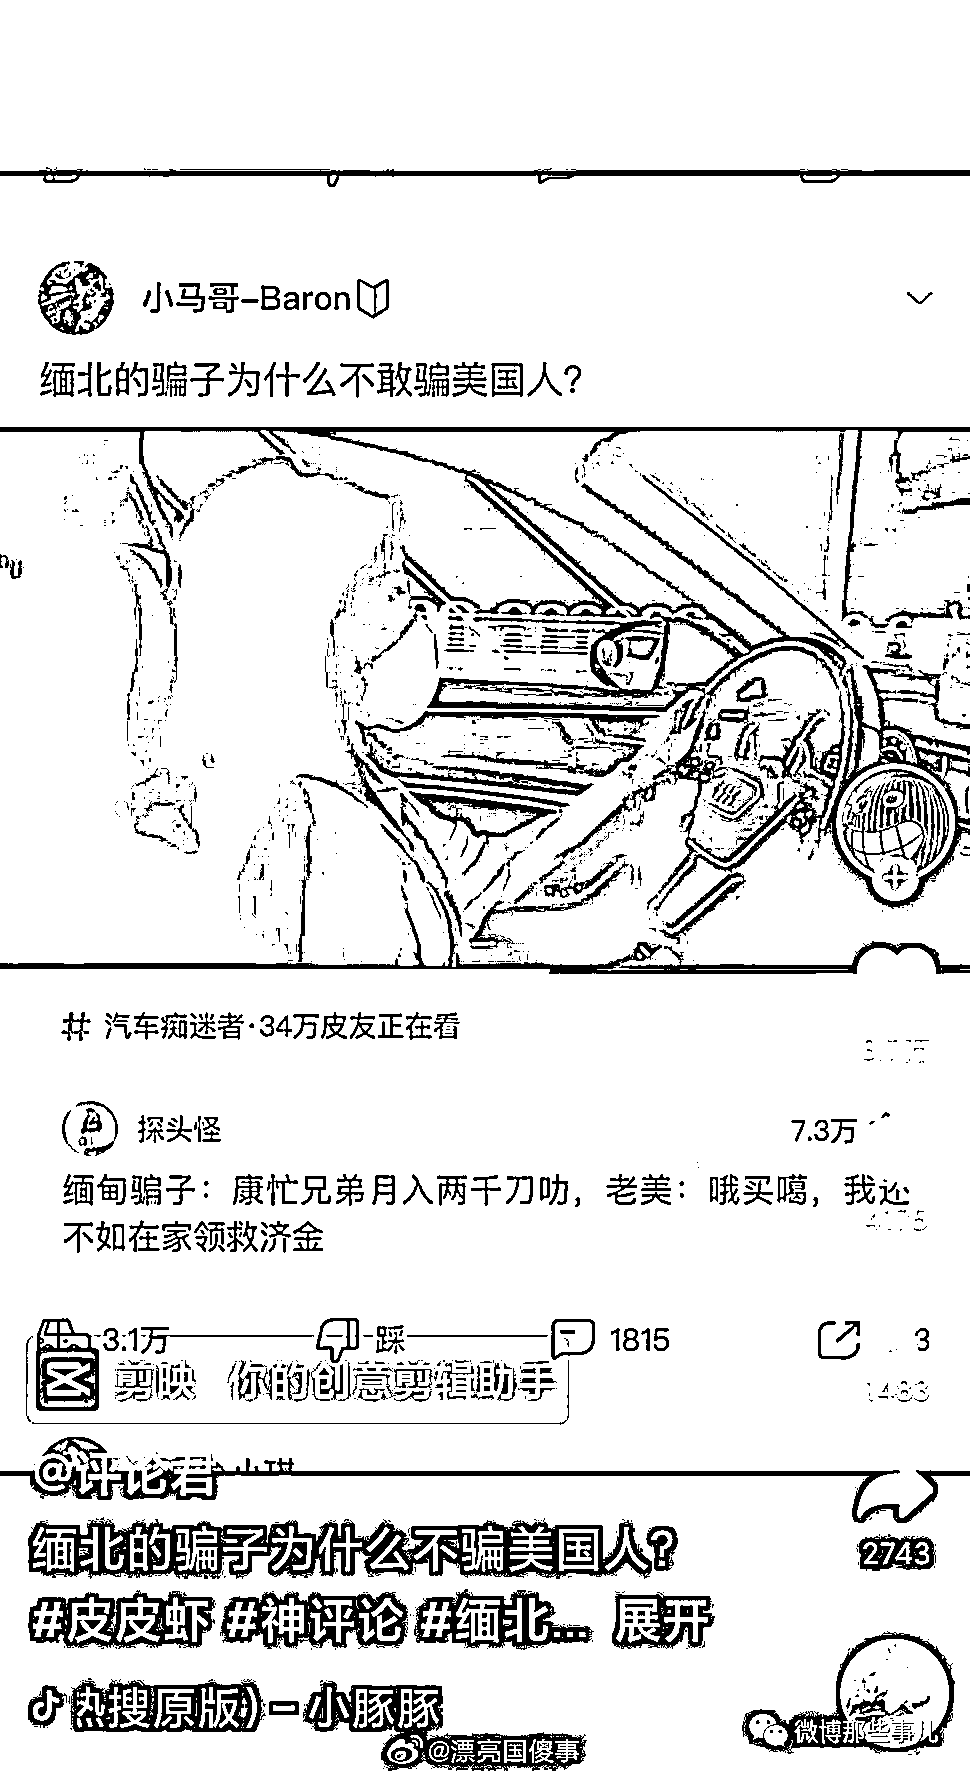 小马哥-Baron
缅北的骗子为什么不敢骗美国人?
# 汽车痴迷者·34万皮友正在看
探头怪
7.3万
缅甸骗子：康忙兄弟月入两千刀叻，老美：哦买噶，我还
不如在家领救济金
3.1万 踩 1815 3
剪映 你的创意剪辑助手
1483
@评论君
缅北的骗子为什么不骗美国人?
2743
#皮皮虾 #神评论 #缅北... 展开
热搜原版) - 小豚豚
微博那些事儿
@漂亮国傻事